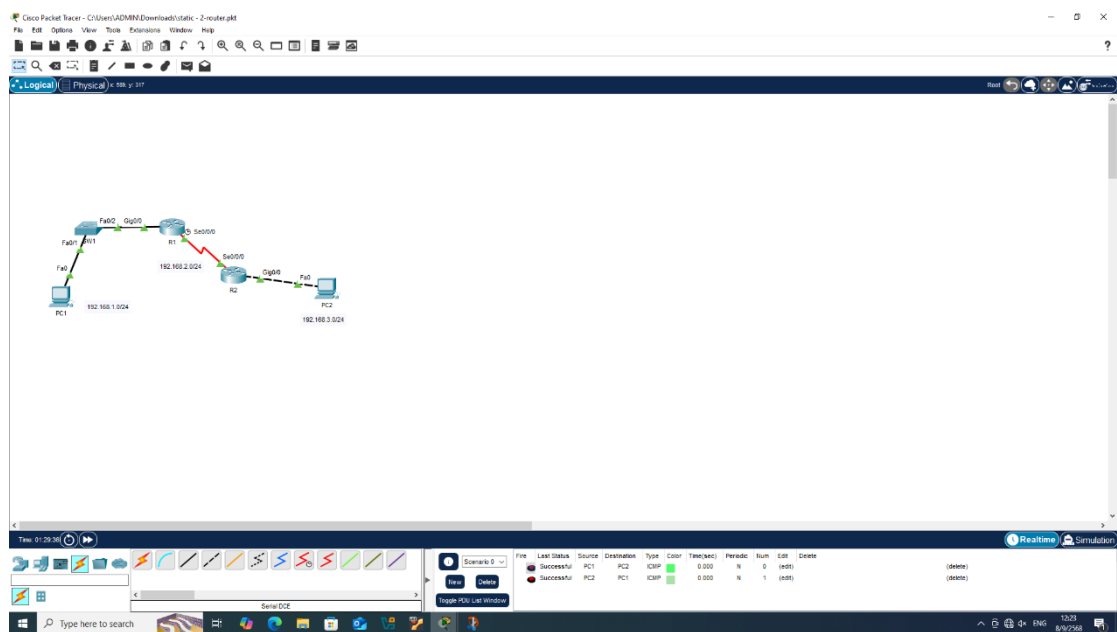 Cisco Packet Tracer - C:\Users\ADMIN\Downloads\static - 2-router.pkt
File Edit Options View Tools Extensions Window Help
?
Logical Physical x: 559, y: 317 Root
Fa0/2 Gig0/0
Se0/0/0
Fa0/1 SW1 R1
Se0/0/0
192.168.2.0/24
Fa0 Gig0/0 Fa0
R2
PC2
192.168.1.0/24
PC1
192.168.3.0/24
Time: 01:29:38 Realtime Simulation
Fire Last Status Source Destination Type Color Time(sec) Periodic Num Edit Delete
Scenario 0 Successful PC1 PC2 ICMP 0.000 N 0 (edit) (delete)
New Delete Successful PC2 PC1 ICMP 0.000 N 1 (edit) (delete)
Toggle PDU List Window
Serial DCE
Type here to search ENG 12:23
8/9/2568